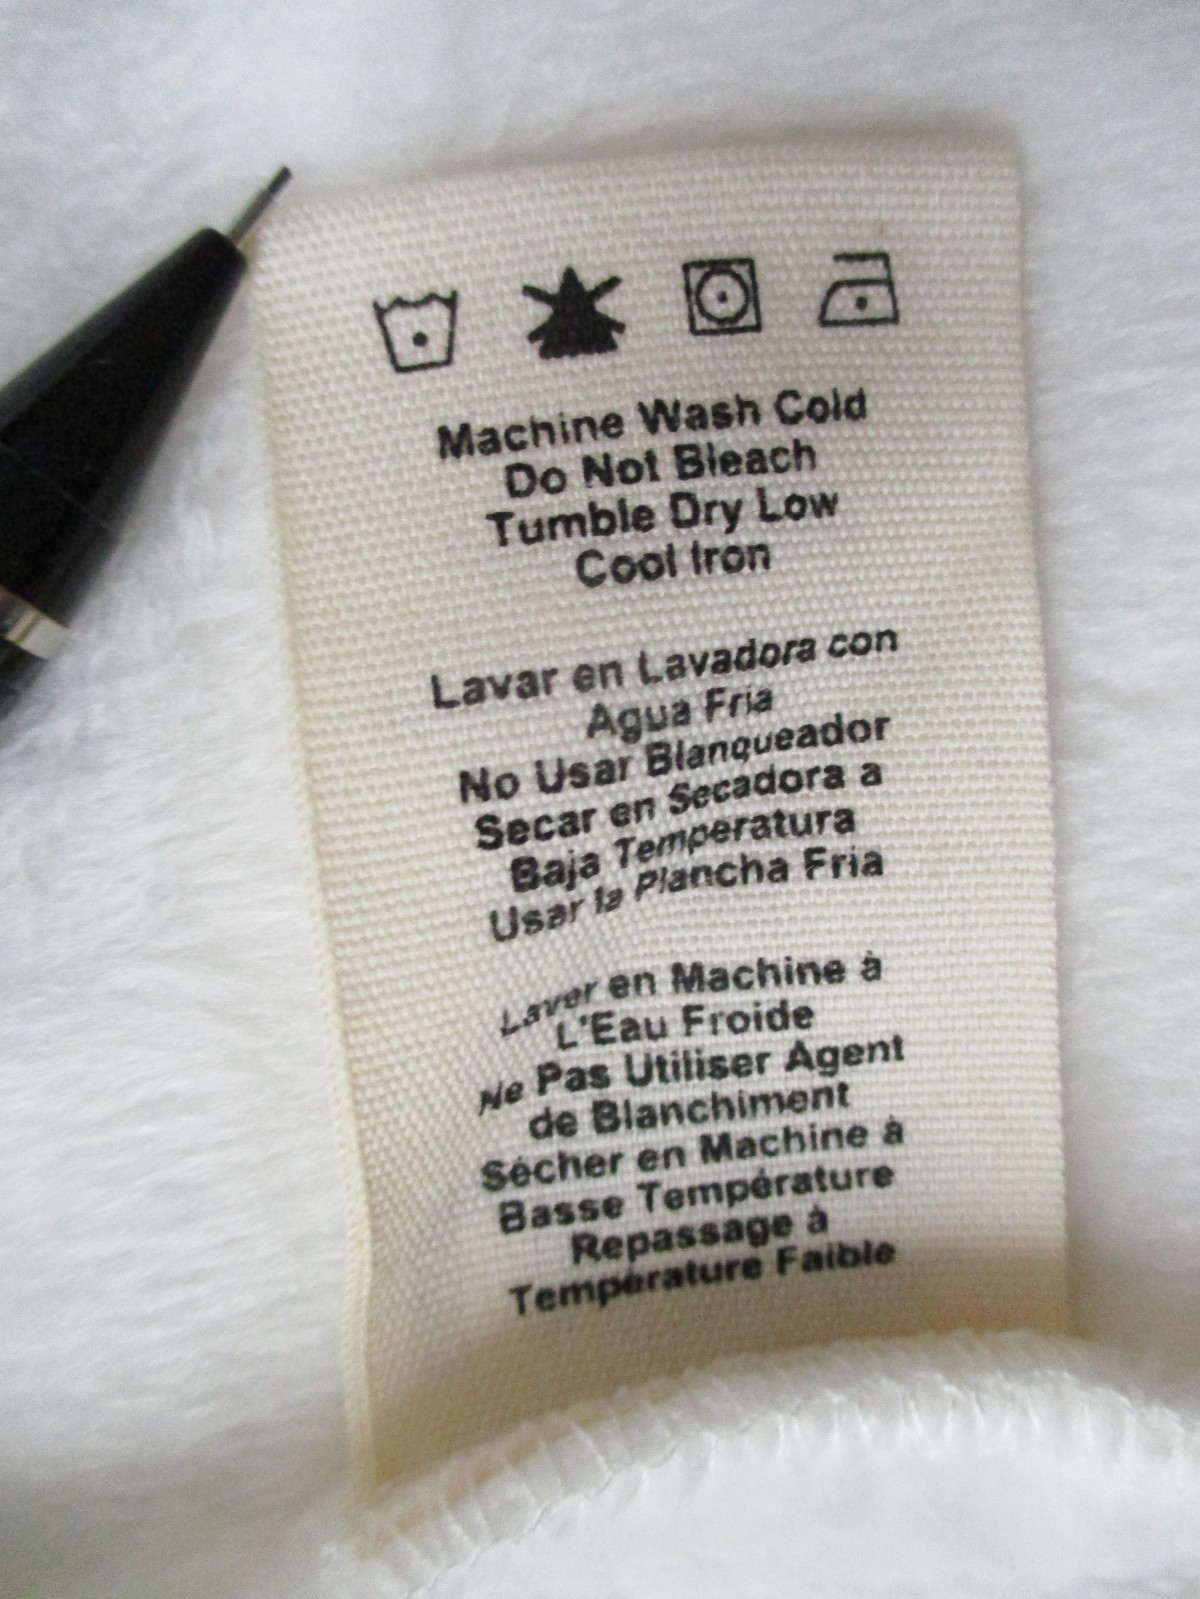 Machine Wash Cold
Do Not Bleach
Tumble Dry Low
Cool Iron
Lavar en Lavadora con
Agua Fria
No Usar Blanqueador
Secar en Secadora a
Baja Temperatura
Usar la Plancha Fria
Laver en Machine à
L'Eau Froide
Ne Pas Utiliser Agent
de Blanchiment
Sécher en Machine à
Basse Température
Repassage à
Température Faible